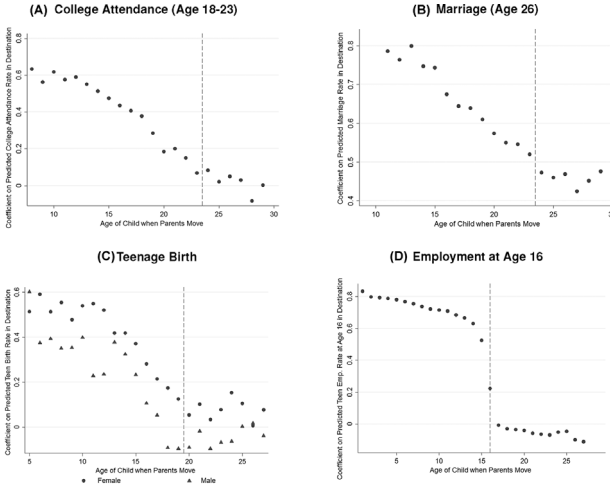 (A) College Attendance (Age 18-23)
Coefficient on Predicted College Attendance Rate in Destination
0.8
0.6
0.4
0.2
0
10 15 20 25 30
Age of Child when Parents Move
(B) Marriage (Age 26)
Coefficient on Predicted Marriage Rate in Destination
0.8
0.7
0.6
0.5
0.4
10 15 20 25 30
Age of Child when Parents Move
(C) Teenage Birth
Coefficient on Predicted Teen Birth Rate in Destination
0.6
0.4
0.2
0
5 10 15 20 25
Age of Child when Parents Move
Female Male
(D) Employment at Age 16
Coefficient on Predicted Teen Emp. Rate at Age 16 in Destination
0.8
0.6
0.4
0.2
0
5 10 15 20 25
Age of Child when Parents Move